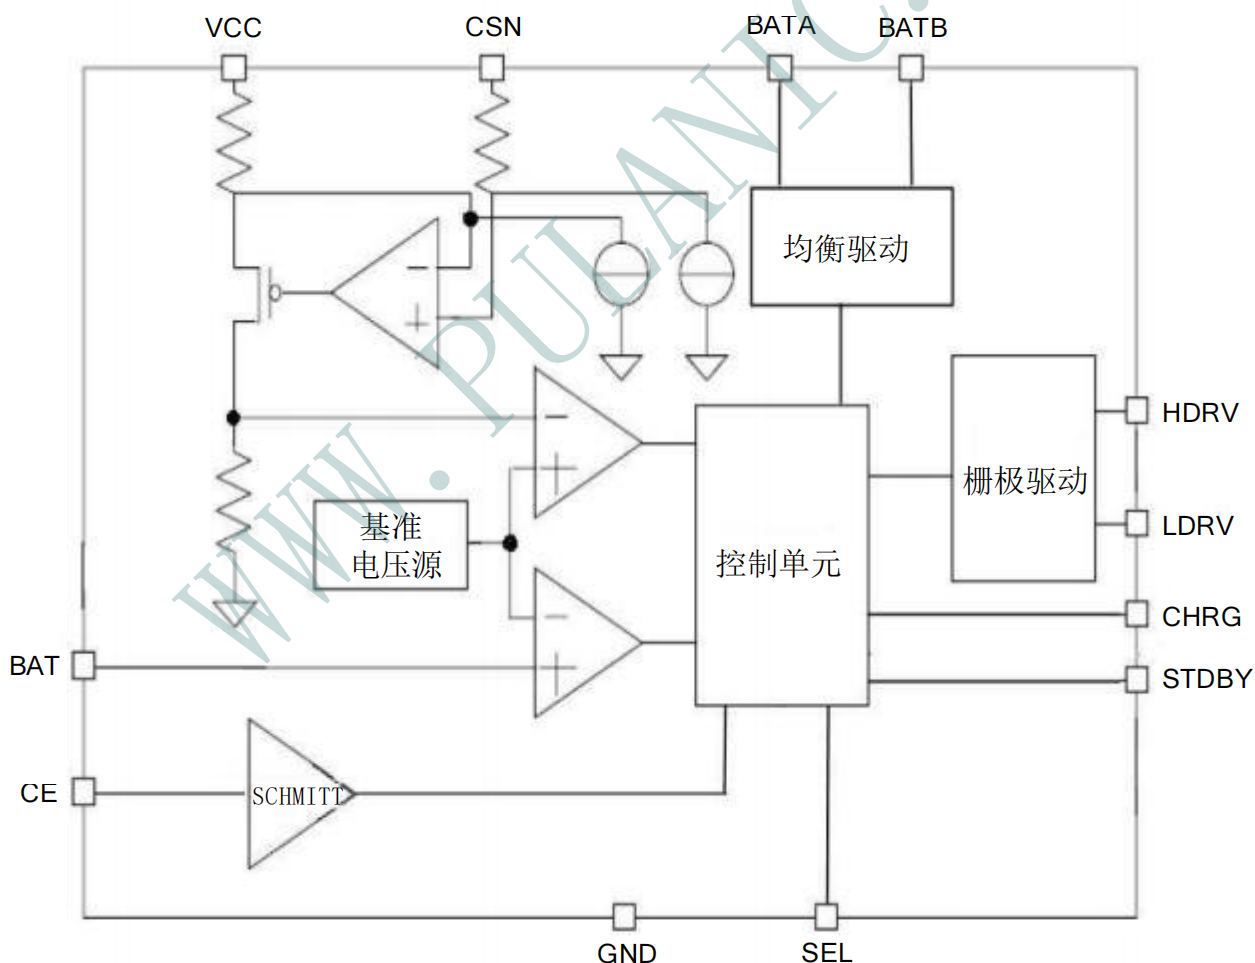 VCC
CSN
BATA
BATB
均衡驱动
HDRV
栅极驱动
基准
电压源
LDRV
控制单元
CHRG
BAT
STDBY
CE
SCHMITT
GND
SEL
WWW.PULANIC.